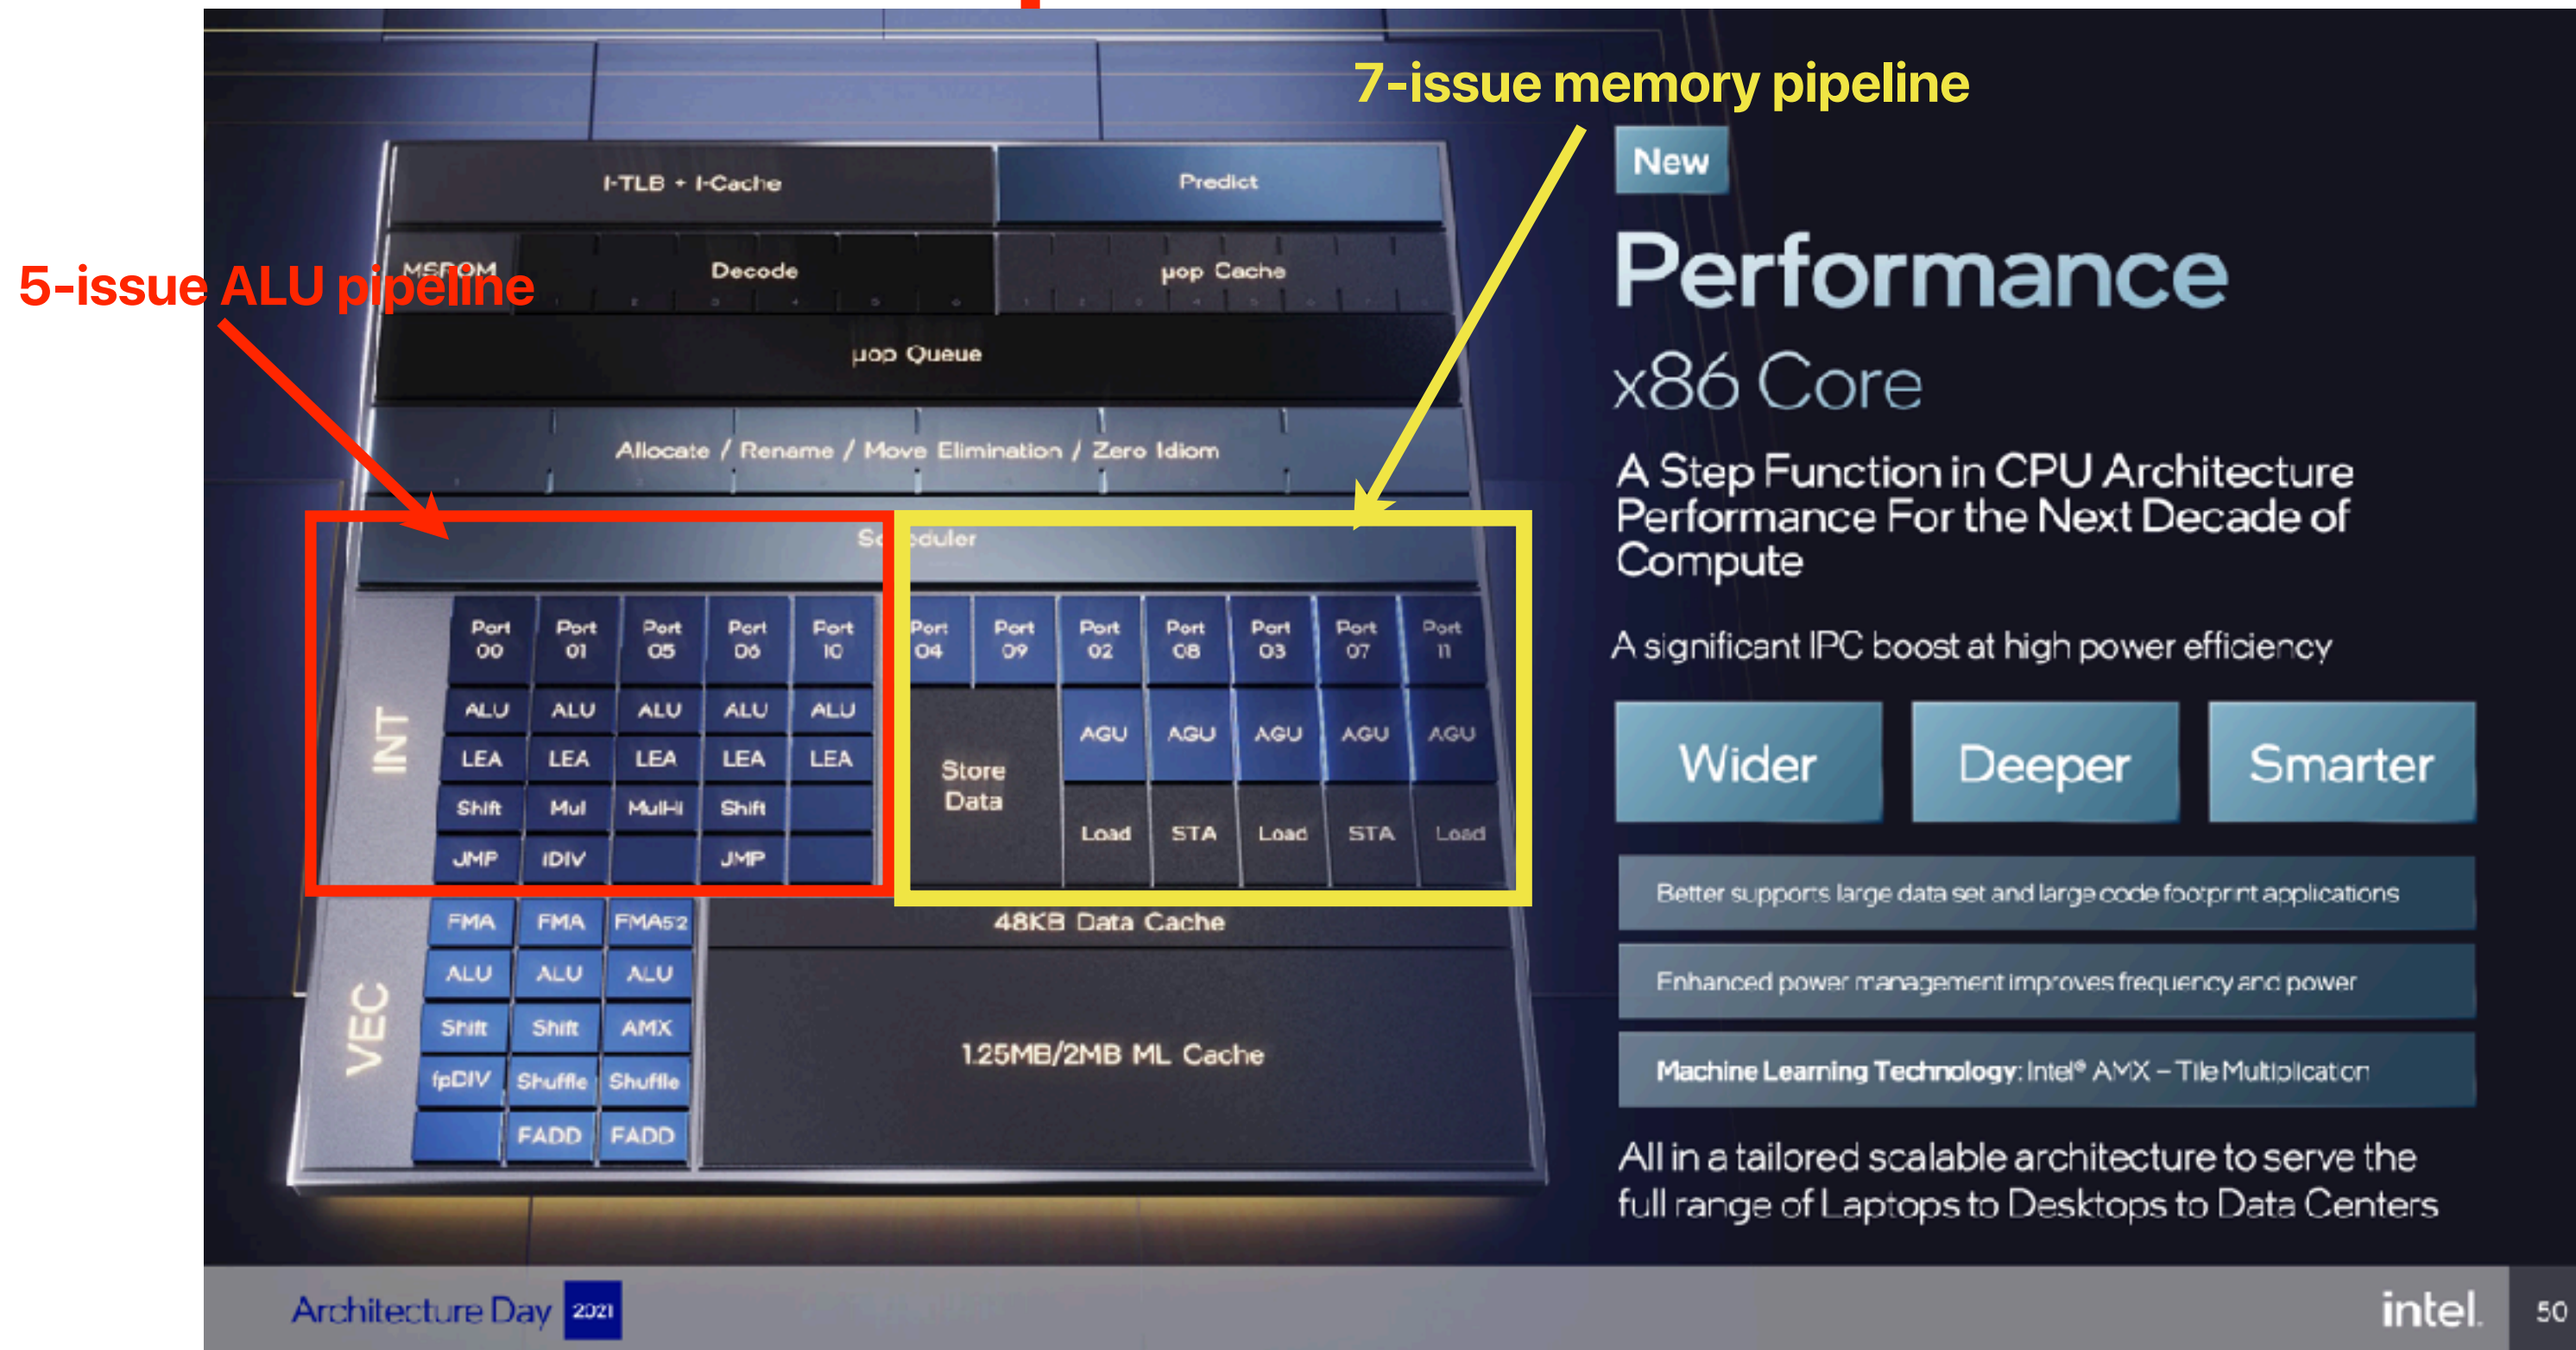 7-issue memory pipeline
5-issue ALU pipeline
I-TLB + I-Cache
Predict
MSROM
Decode
μop Cache
μop Queue
Allocate / Rename / Move Elimination / Zero Idiom
Scheduler
INT
Port 00
Port 01
Port 05
Port 06
Port 10
Port 04
Port 09
Port 02
Port 08
Port 03
Port 07
Port 11
ALU ALU ALU ALU ALU
LEA LEA LEA LEA LEA
Shift Mul MulHi Shift
JMP IDIV JMP
Store
Data
AGU AGU AGU AGU AGU
Load STA Load STA Load
VEC
FMA FMA FMA512
ALU ALU ALU
Shift Shift AMX
fpDIV Shuffle Shuffle
FADD FADD
48KB Data Cache
1.25MB/2MB ML Cache
New
Performance
x86 Core
A Step Function in CPU Architecture
Performance For the Next Decade of
Compute
A significant IPC boost at high power efficiency
Wider
Deeper
Smarter
Better supports large data set and large code footprint applications
Enhanced power management improves frequency and power
Machine Learning Technology: Intel® AMX – Tile Multiplication
All in a tailored scalable architecture to serve the
full range of Laptops to Desktops to Data Centers
Architecture Day 2021
intel.
50